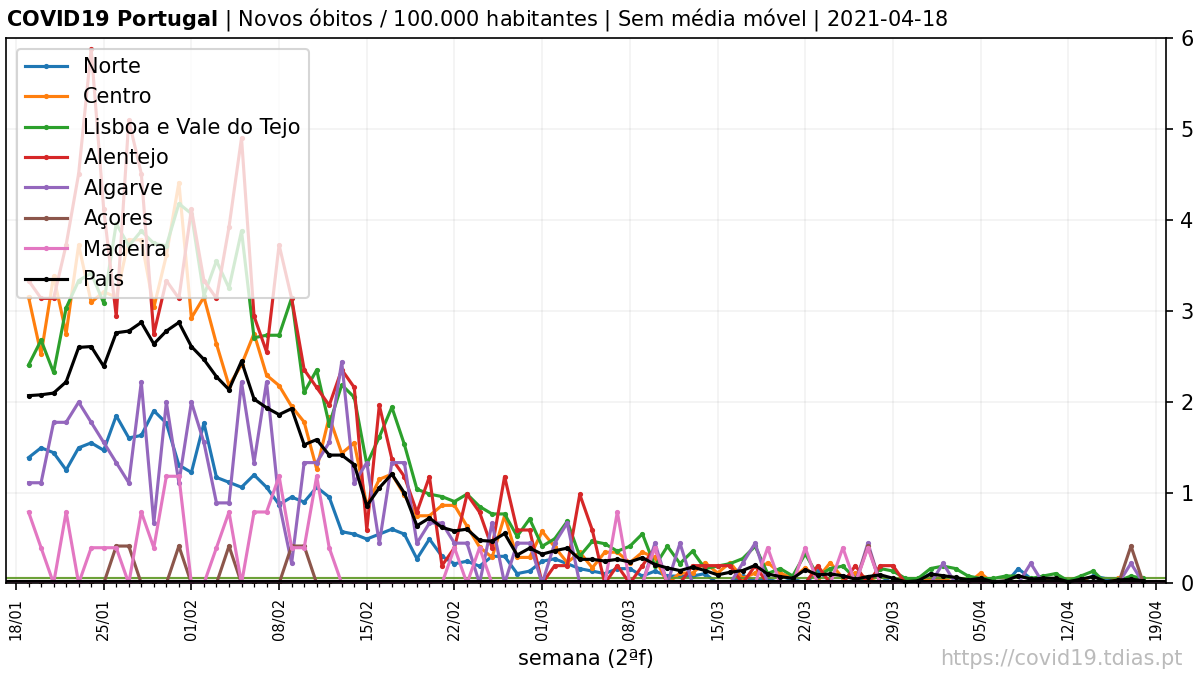 COVID19 Portugal | Novos óbitos / 100.000 habitantes | Sem média móvel | 2021-04-18
Norte
Centro
Lisboa e Vale do Tejo
Alentejo
Algarve
Açores
Madeira
País
6
5
4
3
2
1
0
18/01 25/01 01/02 08/02 15/02 22/02 01/03 08/03 15/03 22/03 29/03 05/04 12/04 19/04
semana (2ªf)
https://covid19.tdias.pt